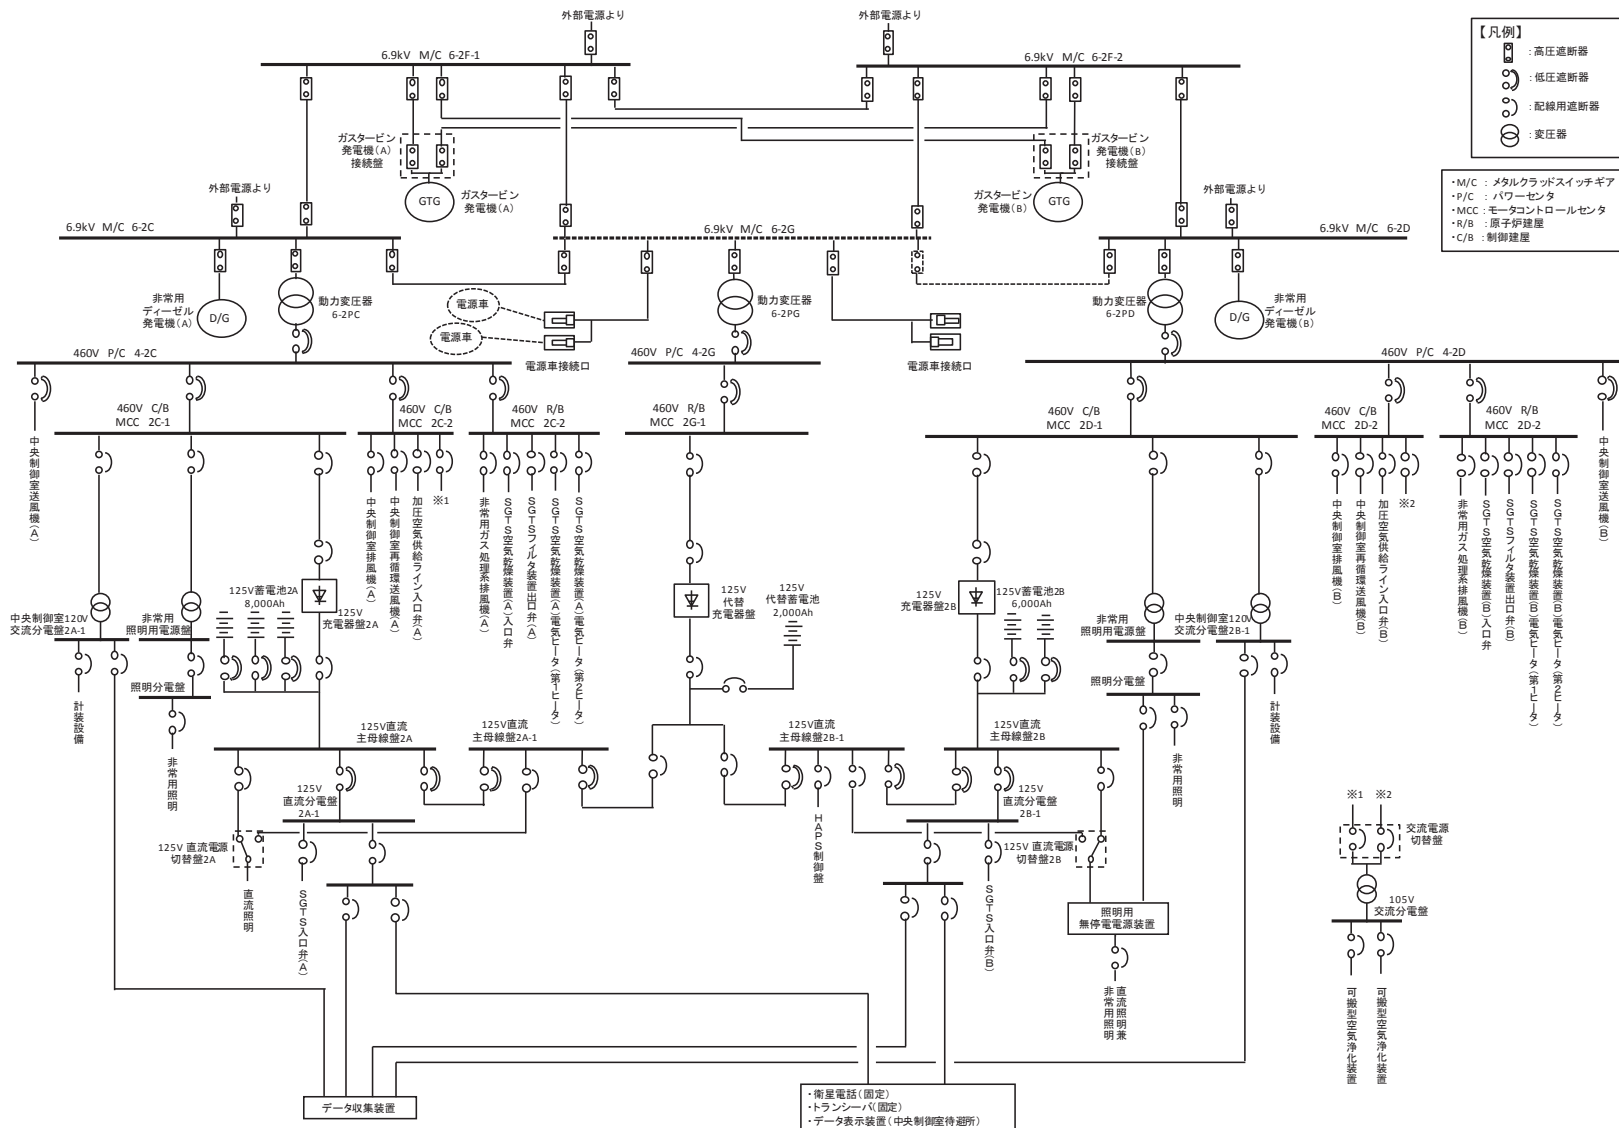 外部電源より
外部電源より
6.9kV M/C 6-2F-1
6.9kV M/C 6-2F-2
【凡例】
:高圧遮断器
:低圧遮断器
:配線用遮断器
:変圧器
・M/C : メタルクラッドスイッチギア
・P/C : パワーセンタ
・MCC : モータコントロールセンタ
・R/B : 原子炉建屋
・C/B : 制御建屋
ガスタービン
発電機(A)
接続盤
GTG
ガスタービン
発電機(A)
ガスタービン
発電機(B)
接続盤
GTG
ガスタービン
発電機(B)
外部電源より
外部電源より
6.9kV M/C 6-2C
6.9kV M/C 6-2G
6.9kV M/C 6-2D
非常用
ディーゼル
発電機(A)
D/G
動力変圧器
6-2PC
電源車
電源車
電源車接続口
動力変圧器
6-2PG
電源車接続口
動力変圧器
6-2PD
D/G
非常用
ディーゼル
発電機(B)
460V P/C 4-2C
460V P/C 4-2G
460V P/C 4-2D
460V C/B
MCC 2C-1
460V C/B
MCC 2C-2
460V R/B
MCC 2C-2
460V R/B
MCC 2G-1
460V C/B
MCC 2D-1
460V C/B
MCC 2D-2
460V R/B
MCC 2D-2
中央制御室送風機(A)
中央制御室排風機(A)
中央制御室再循環送風機(A)
加圧空気供給ライン入口弁(A)
※1
非常用ガス処理系排風機(A)
SGTS空気乾燥装置(A)入口弁
SGTSフィルタ装置出口弁(A)
SGTS空気乾燥装置(A)電気ヒータ(第1ヒータ)
SGTS空気乾燥装置(A)電気ヒータ(第2ヒータ)
中央制御室排風機(B)
中央制御室再循環送風機(B)
加圧空気供給ライン入口弁(B)
※2
非常用ガス処理系排風機(B)
SGTS空気乾燥装置(B)入口弁
SGTSフィルタ装置出口弁(B)
SGTS空気乾燥装置(B)電気ヒータ(第1ヒータ)
SGTS空気乾燥装置(B)電気ヒータ(第2ヒータ)
中央制御室送風機(B)
中央制御室120V
交流分電盤2A-1
非常用
照明用電源盤
125V蓄電池2A
8,000Ah
125V
充電器盤2A
125V
代替
充電器盤
125V
代替蓄電池
2,000Ah
125V
充電器盤2B
125V蓄電池2B
6,000Ah
非常用
照明用電源盤
中央制御室120V
交流分電盤2B-1
照明分電盤
計装設備
非常用照明
照明分電盤
非常用照明
計装設備
125V直流
主母線盤2A
125V直流
主母線盤2A-1
125V直流
主母線盤2B-1
125V直流
主母線盤2B
125V
直流分電盤
2A-1
125V
直流分電盤
2B-1
125V 直流電源
切替盤2A
直流照明
SGTS入口弁(A)
HAPS制御盤
SGTS入口弁(B)
125V 直流電源
切替盤2B
照明用
無停電電源装置
直流照明兼
非常用照明
※1
※2
交流電源
切替盤
105V
交流分電盤
可搬型空気浄化装置
可搬型空気浄化装置
データ収集装置
・衛星電話(固定)
・トランシーバ(固定)
・データ表示装置(中央制御室待避所)